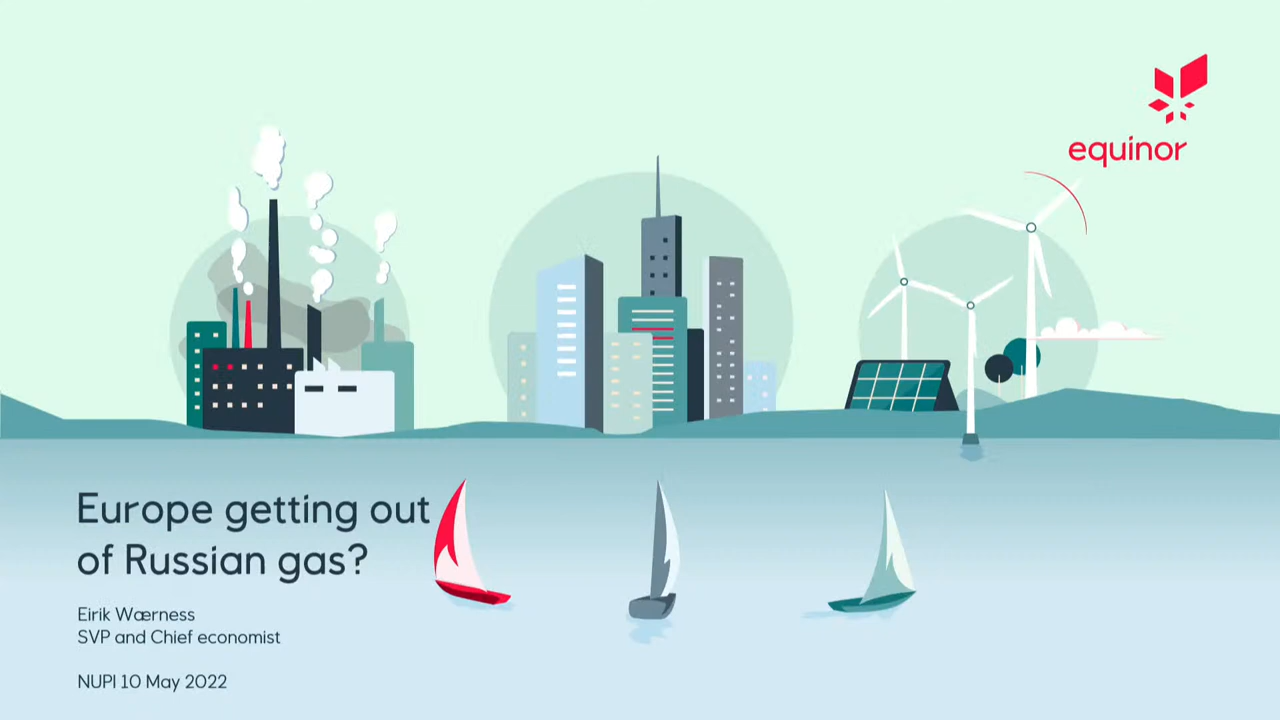 equinor
Europe getting out
of Russian gas?
Eirik Wærness
SVP and Chief economist
NUPI 10 May 2022